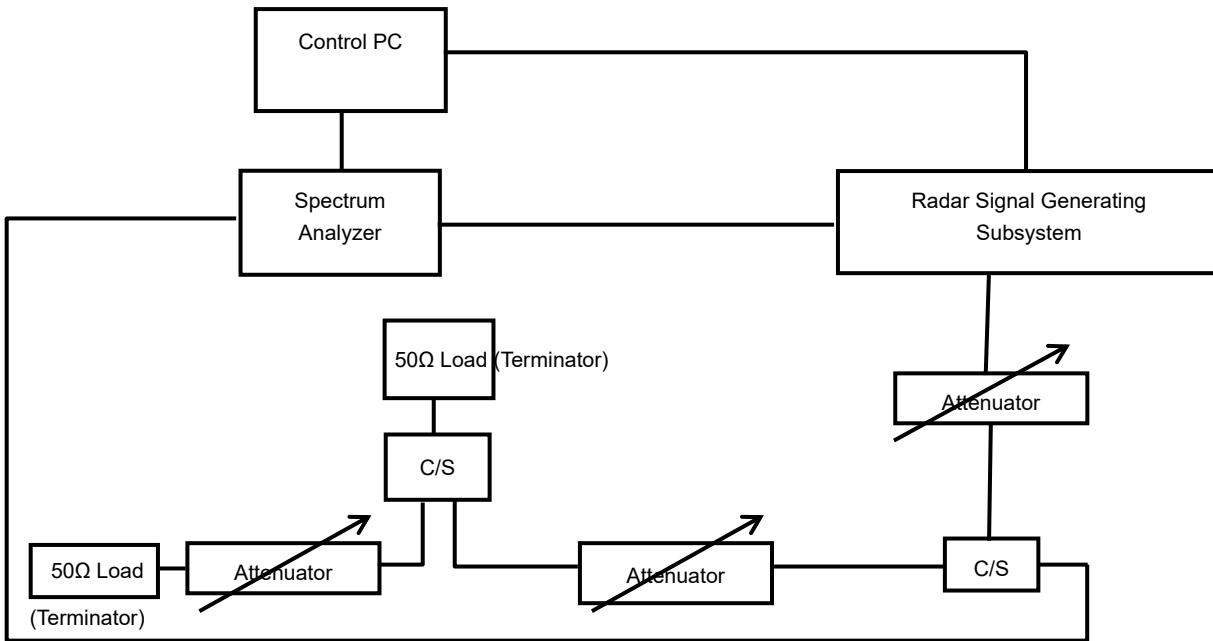 Control PC
Spectrum
Analyzer
Radar Signal Generating
Subsystem
50Ω Load (Terminator)
Attenuator
C/S
50Ω Load
(Terminator)
Attenuator
Attenuator
C/S